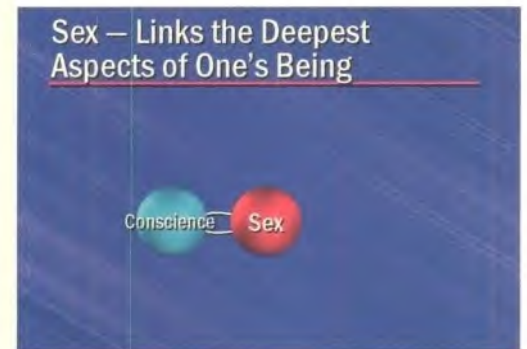 Sex – Links the Deepest
Aspects of One's Being
Conscience Sex